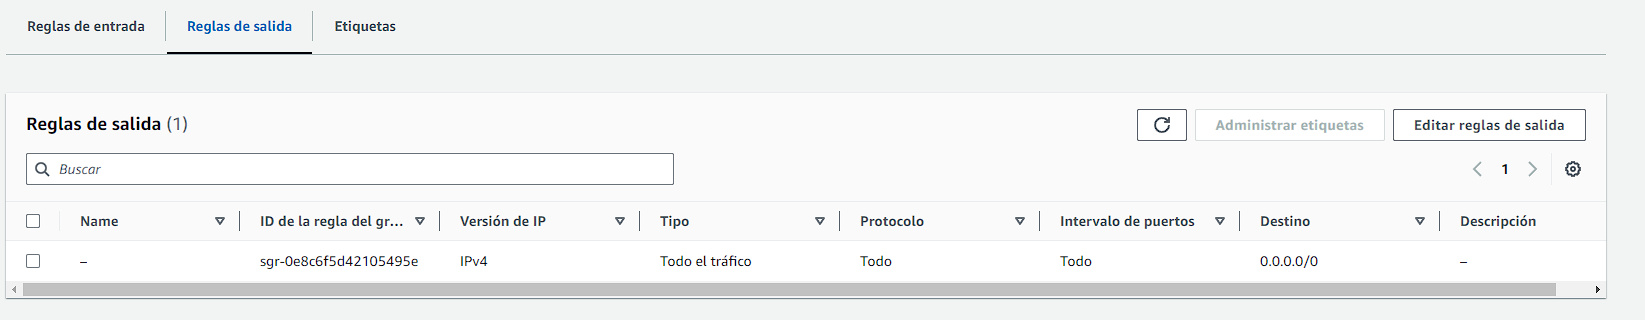 Reglas de entrada Reglas de salida Etiquetas
Reglas de salida (1)
Administrar etiquetas Editar reglas de salida
Buscar
1
Name ID de la regla del gr... Versión de IP Tipo Protocolo Intervalo de puertos Destino Descripción
– sgr-0e8c6f5d42105495e IPv4 Todo el tráfico Todo Todo 0.0.0.0/0 –